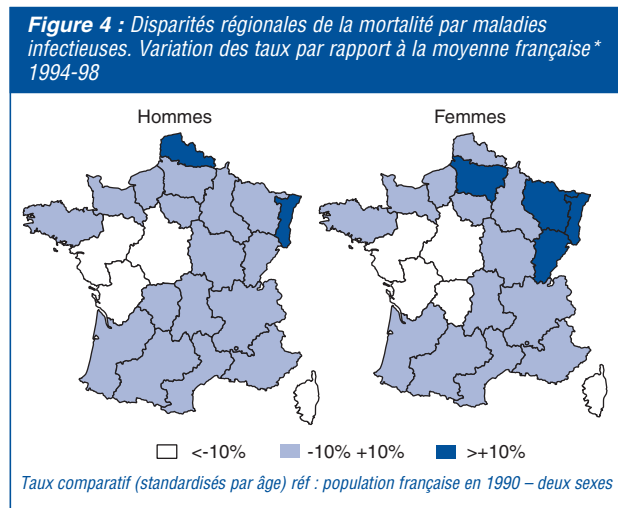 Figure 4 : Disparités régionales de la mortalité par maladies
infectieuses. Variation des taux par rapport à la moyenne française*
1994-98
Hommes
Femmes
<-10%
-10% +10%
>+10%
Taux comparatif (standardisés par âge) réf : population française en 1990 – deux sexes